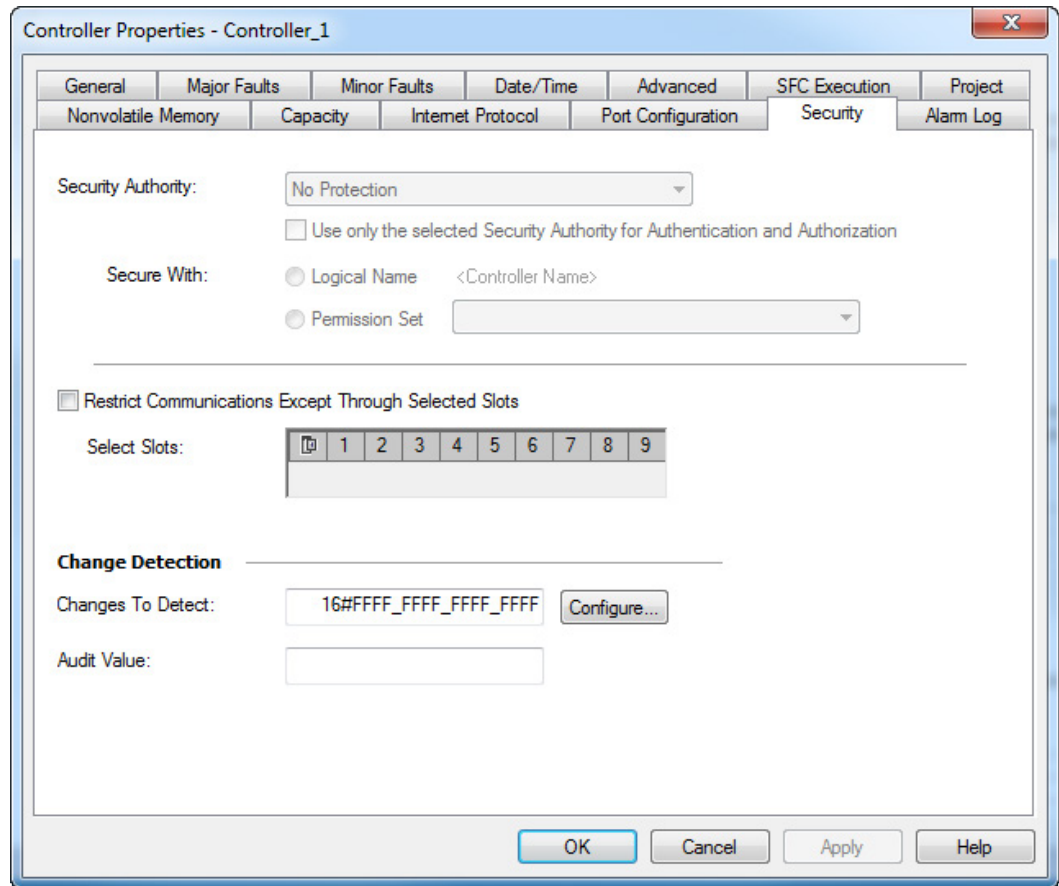 Controller Properties - Controller_1
X
General Major Faults Minor Faults Date/Time Advanced SFC Execution Project
Nonvolatile Memory Capacity Internet Protocol Port Configuration Security Alarm Log
Security Authority: No Protection
Use only the selected Security Authority for Authentication and Authorization
Secure With: Logical Name <Controller Name>
Permission Set
Restrict Communications Except Through Selected Slots
Select Slots: 1 2 3 4 5 6 7 8 9
Change Detection
Changes To Detect: 16#FFFF_FFFF_FFFF_FFFF Configure...
Audit Value:
OK Cancel Apply Help